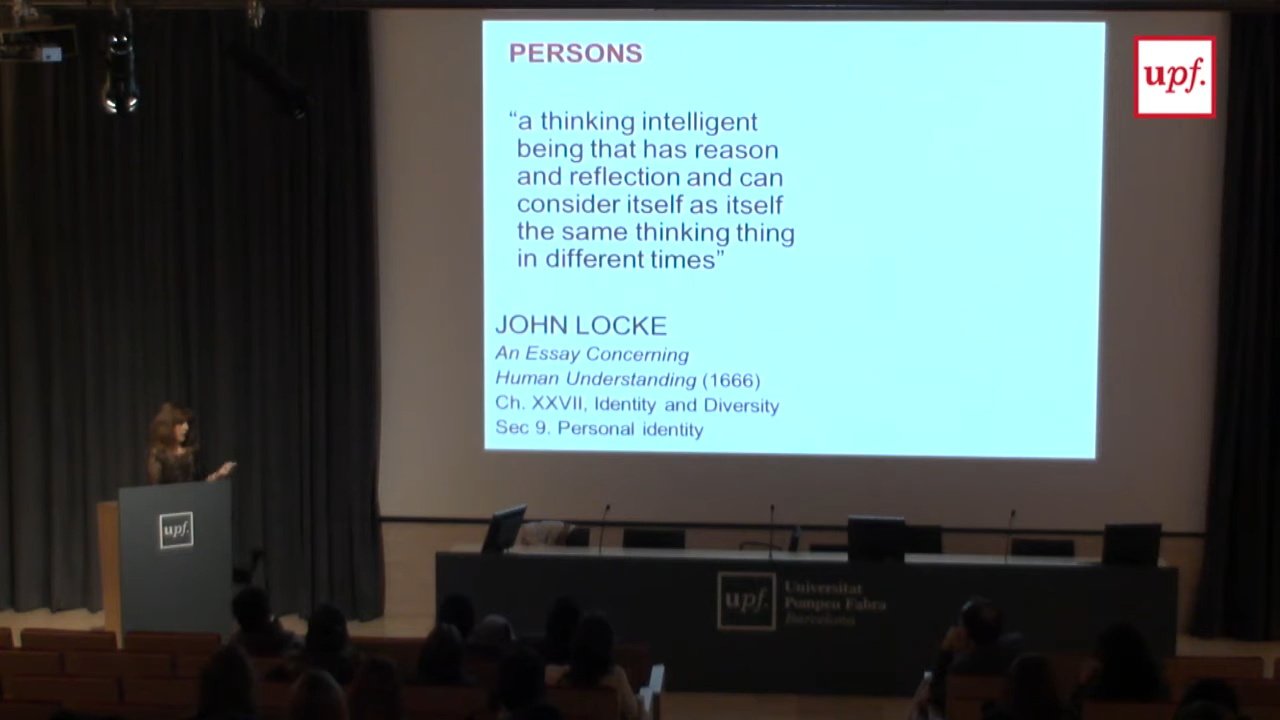 PERSONS
“a thinking intelligent
being that has reason
and reflection and can
consider itself as itself
the same thinking thing
in different times”
JOHN LOCKE
An Essay Concerning
Human Understanding (1666)
Ch. XXVII, Identity and Diversity
Sec 9. Personal identity
upf.
upf.
upf.
Universitat
Pompeu Fabra
Barcelona